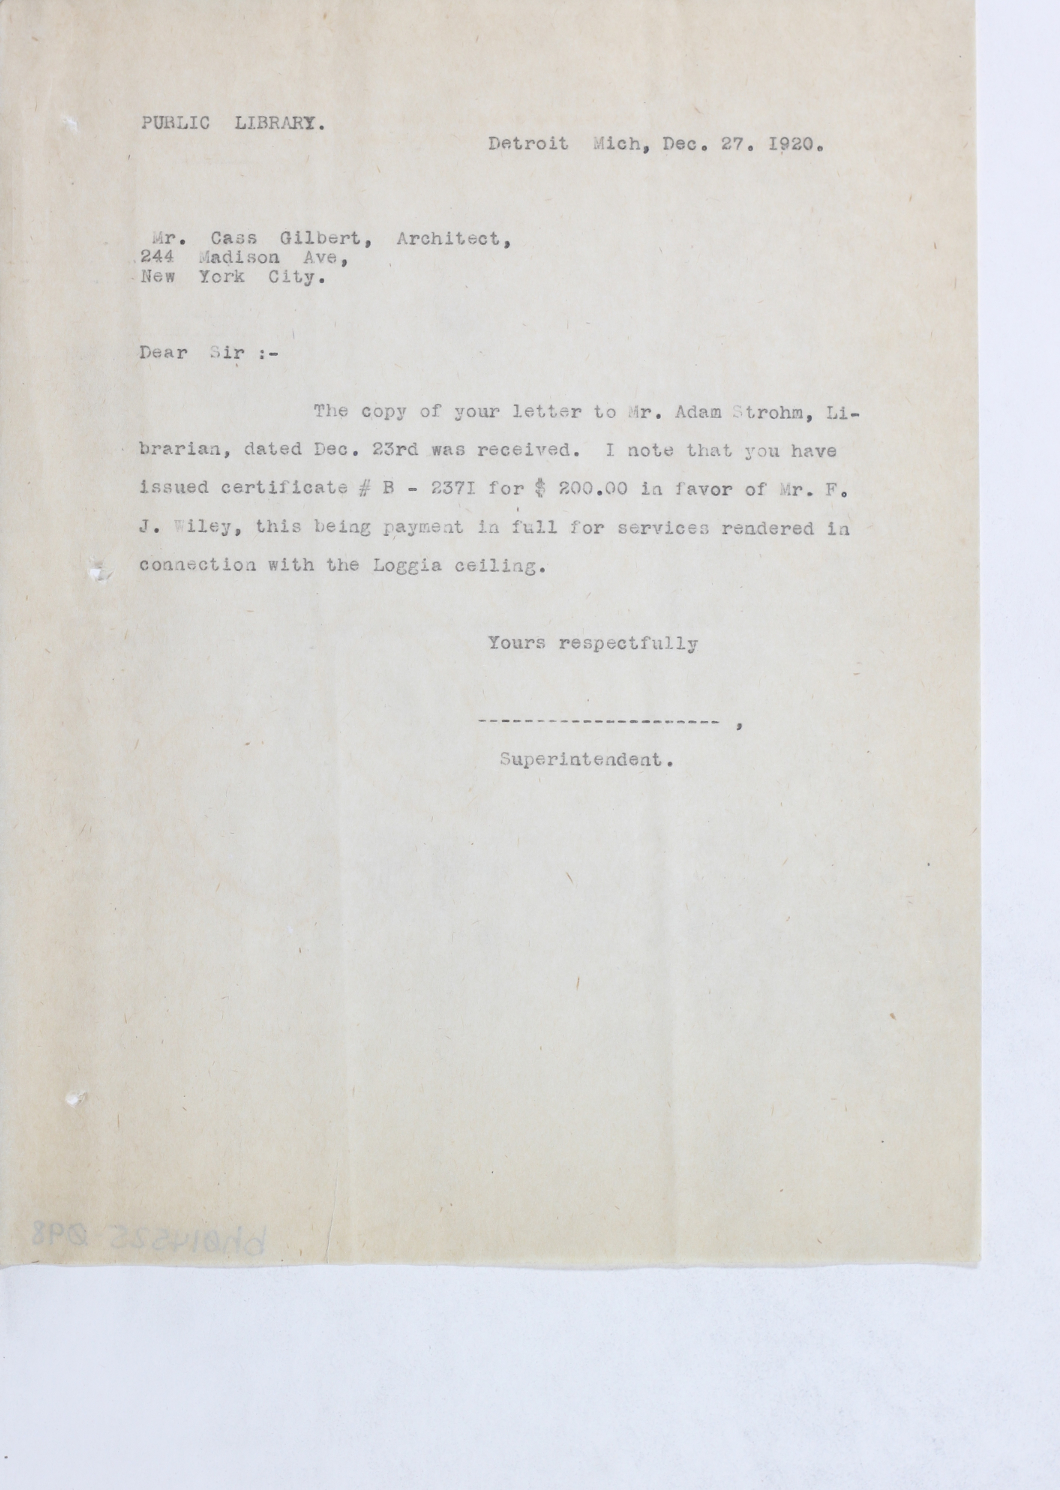 PUBLIC LIBRARY.
Detroit Mich, Dec. 27. 1920.
Mr. Cass Gilbert, Architect,
244 Madison Ave,
New York City.
Dear Sir :-
The copy of your letter to Mr. Adam Strohm, Li-
brarian, dated Dec. 23rd was received. I note that you have
issued certificate # B - 2371 for $ 200.00 in favor of Mr. F.
J. Wiley, this being payment in full for services rendered in
connection with the Loggia ceiling.
Yours respectfully
--------------------- ,
Superintendent.
bh014525 098